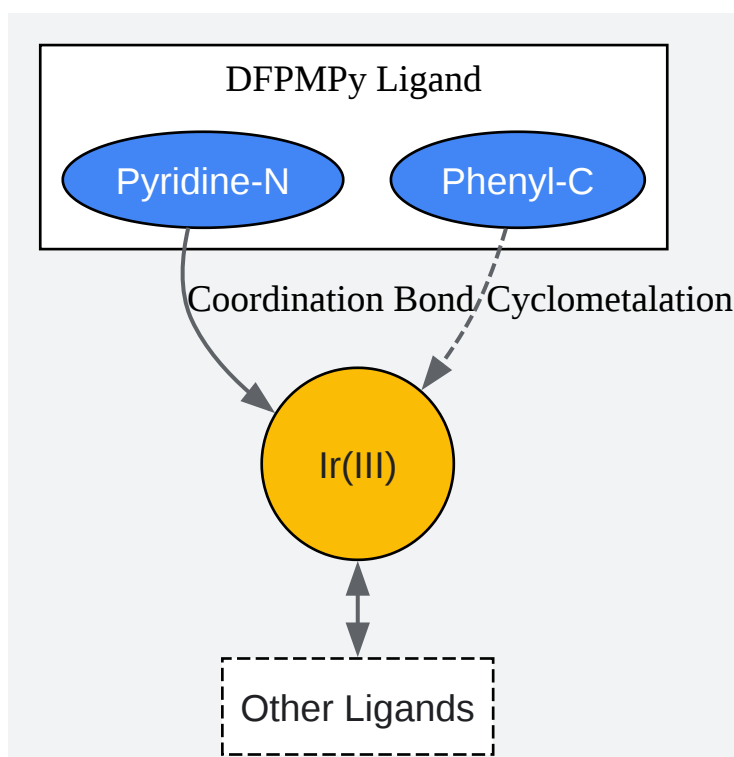 DFPMPy Ligand
Pyridine-N Phenyl-C
Coordination Bond Cyclometalation
Ir(III)
Other Ligands